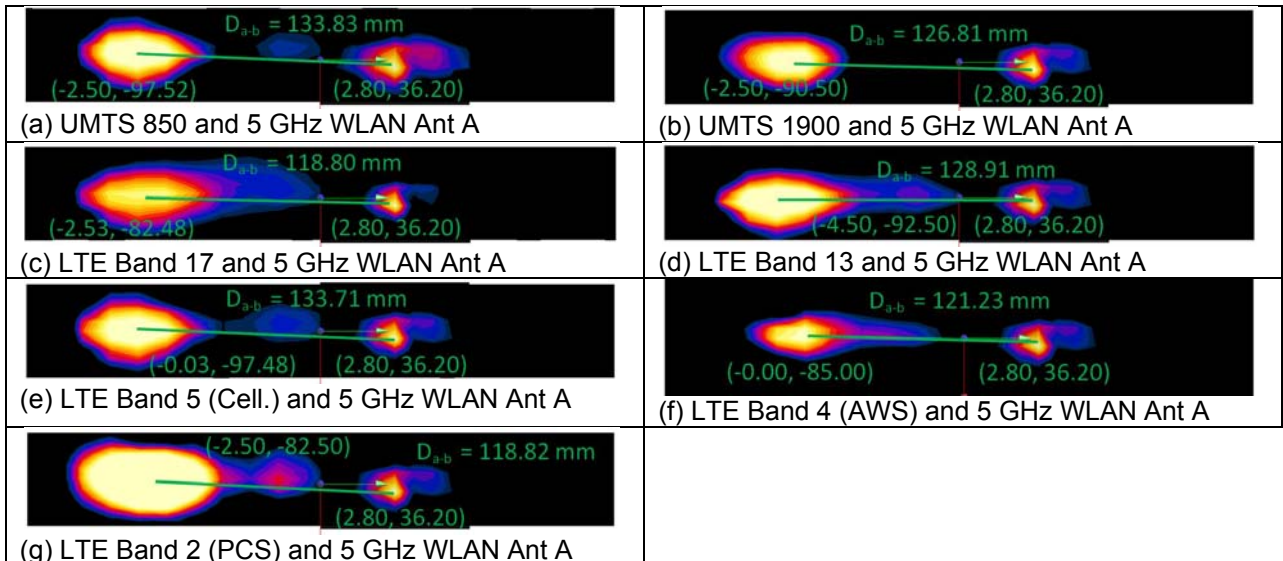 D a-b = 133.83 mm
(-2.50, -97.52) (2.80, 36.20)
(a) UMTS 850 and 5 GHz WLAN Ant A
D a-b = 126.81 mm
(-2.50, -90.50) (2.80, 36.20)
(b) UMTS 1900 and 5 GHz WLAN Ant A
D a-b = 118.80 mm
(-2.53, -82.48) (2.80, 36.20)
(c) LTE Band 17 and 5 GHz WLAN Ant A
D a-b = 128.91 mm
(-4.50, -92.50) (2.80, 36.20)
(d) LTE Band 13 and 5 GHz WLAN Ant A
D a-b = 133.71 mm
(-0.03, -97.48) (2.80, 36.20)
(e) LTE Band 5 (Cell.) and 5 GHz WLAN Ant A
D a-b = 121.23 mm
(-0.00, -85.00) (2.80, 36.20)
(f) LTE Band 4 (AWS) and 5 GHz WLAN Ant A
(-2.50, -82.50) D a-b = 118.82 mm
(2.80, 36.20)
(g) LTE Band 2 (PCS) and 5 GHz WLAN Ant A